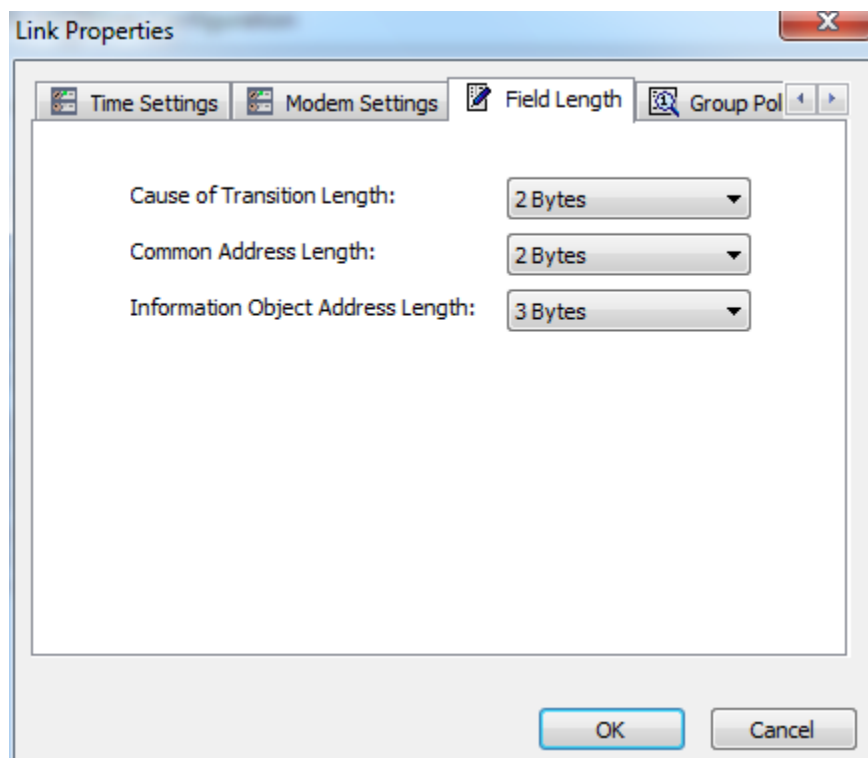 Link Properties
Time Settings Modem Settings Field Length Group Pol
Cause of Transition Length: 2 Bytes
Common Address Length: 2 Bytes
Information Object Address Length: 3 Bytes
OK Cancel